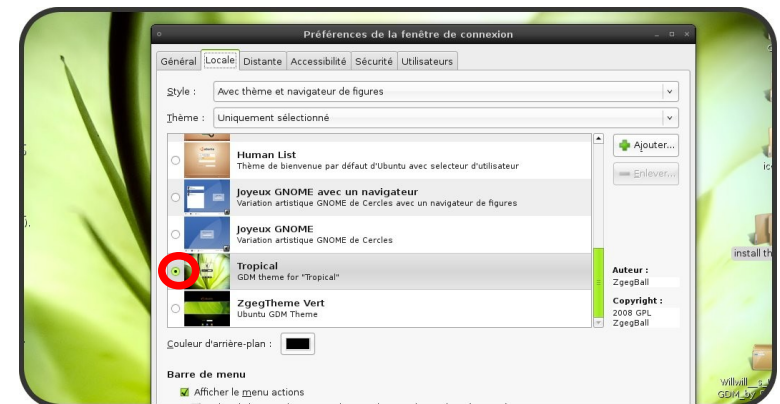 Préférences de la fenêtre de connexion
Général Locale Distante Accessibilité Sécurité Utilisateurs
Style : Avec thème et navigateur de figures
Thème : Uniquement sélectionné
Human List
Thème de bienvenue par défaut d'Ubuntu avec selecteur d'utilisateur
Joyeux GNOME avec un navigateur
Variation artistique GNOME de Cercles avec un navigateur de figures
Joyeux GNOME
Variation artistique GNOME de Cercles
Tropical
GDM theme for "Tropical"
ZgegTheme Vert
Ubuntu GDM Theme
Ajouter...
Enlever...
Auteur :
ZgegBall
Copyright :
2008 GPL
ZgegBall
Couleur d'arrière-plan :
Barre de menu
Afficher le menu actions
install th
GDM_by